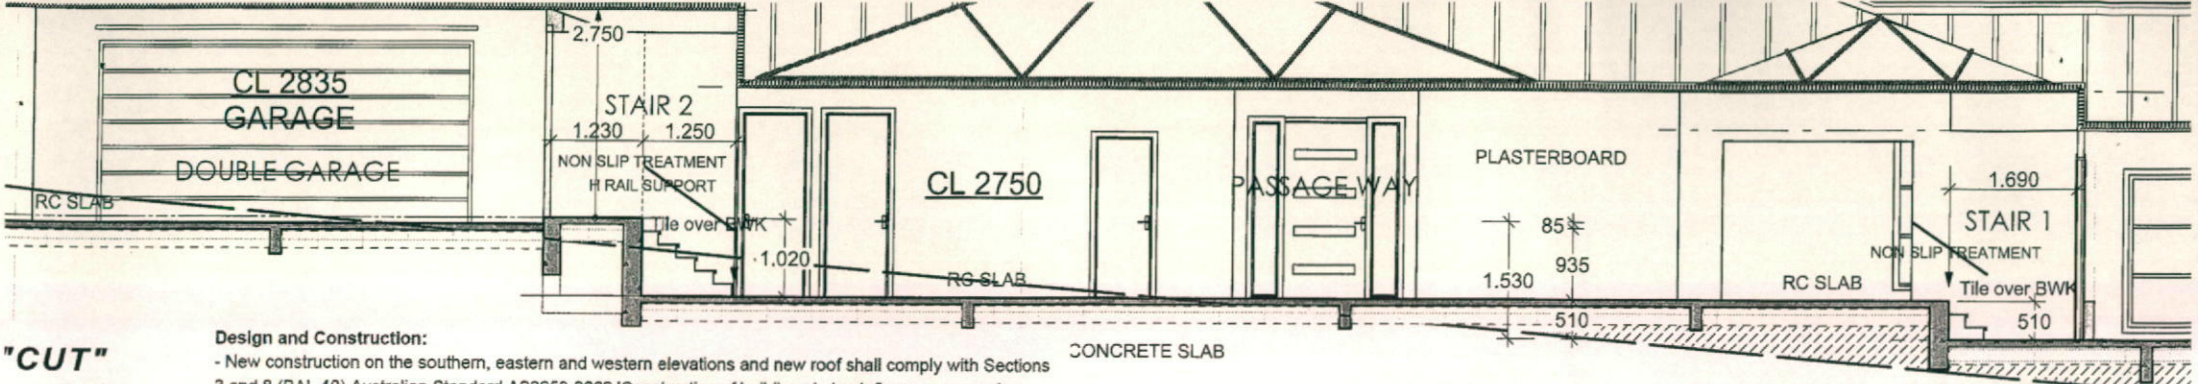 2.750
CL 2835
GARAGE
DOUBLE GARAGE
RC SLAB
STAIR 2
1.230 1.250
NON SLIP TREATMENT
H RAIL SUPPORT
Tile over BWK
1.020
CL 2750
RC SLAB
PASSAGE WAY
PLASTERBOARD
85
935
1.530
510
RC SLAB
1.690
STAIR 1
NON SLIP TREATMENT
Tile over BWK
510
CONCRETE SLAB
"CUT"
Design and Construction:
- New construction on the southern, eastern and western elevations and new roof shall comply with Sections